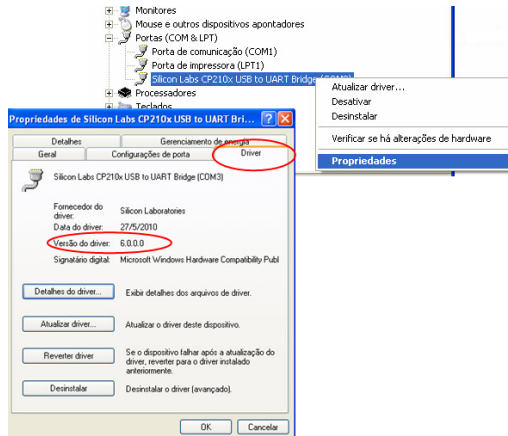 Monitores
Mouse e outros dispositivos apontadores
Portas (COM & LPT)
Porta de comunicação (COM1)
Porta de impressora (LPT1)
Silicon Labs CP210x USB to UART Bridge
Processadores
Teclados
Atualizar driver...
Desativar
Desinstalar
Verificar se há alterações de hardware
Propriedades
Propriedades de Silicon Labs CP210x USB to UART Bri...
Detalhes
Gerenciamento de energia
Geral
Configurações de porta
Driver
Silicon Labs CP210x USB to UART Bridge (COM3)
Fornecedor do
driver:
Silicon Laboratories
Data do driver:
27/5/2010
Versão do driver:
6.0.0.0
Signatário digital:
Microsoft Windows Hardware Compatibility Publ
Detalhes do driver...
Exibir detalhes dos arquivos de driver.
Atualizar driver...
Atualizar o driver deste dispositivo.
Reverter driver
Se o dispositivo falhar após a atualização do
driver, reverter para o driver instalado
anteriormente.
Desinstalar
Desinstalar o driver (avançado).
OK
Cancelar